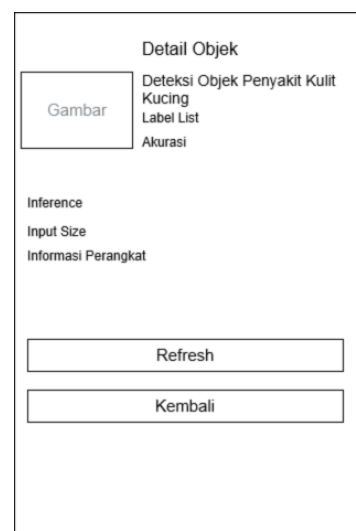 Detail Objek
Gambar
Deteksi Objek Penyakit Kulit
Kucing
Label List
Akurasi
Inference
Input Size
Informasi Perangkat
Refresh
Kembali